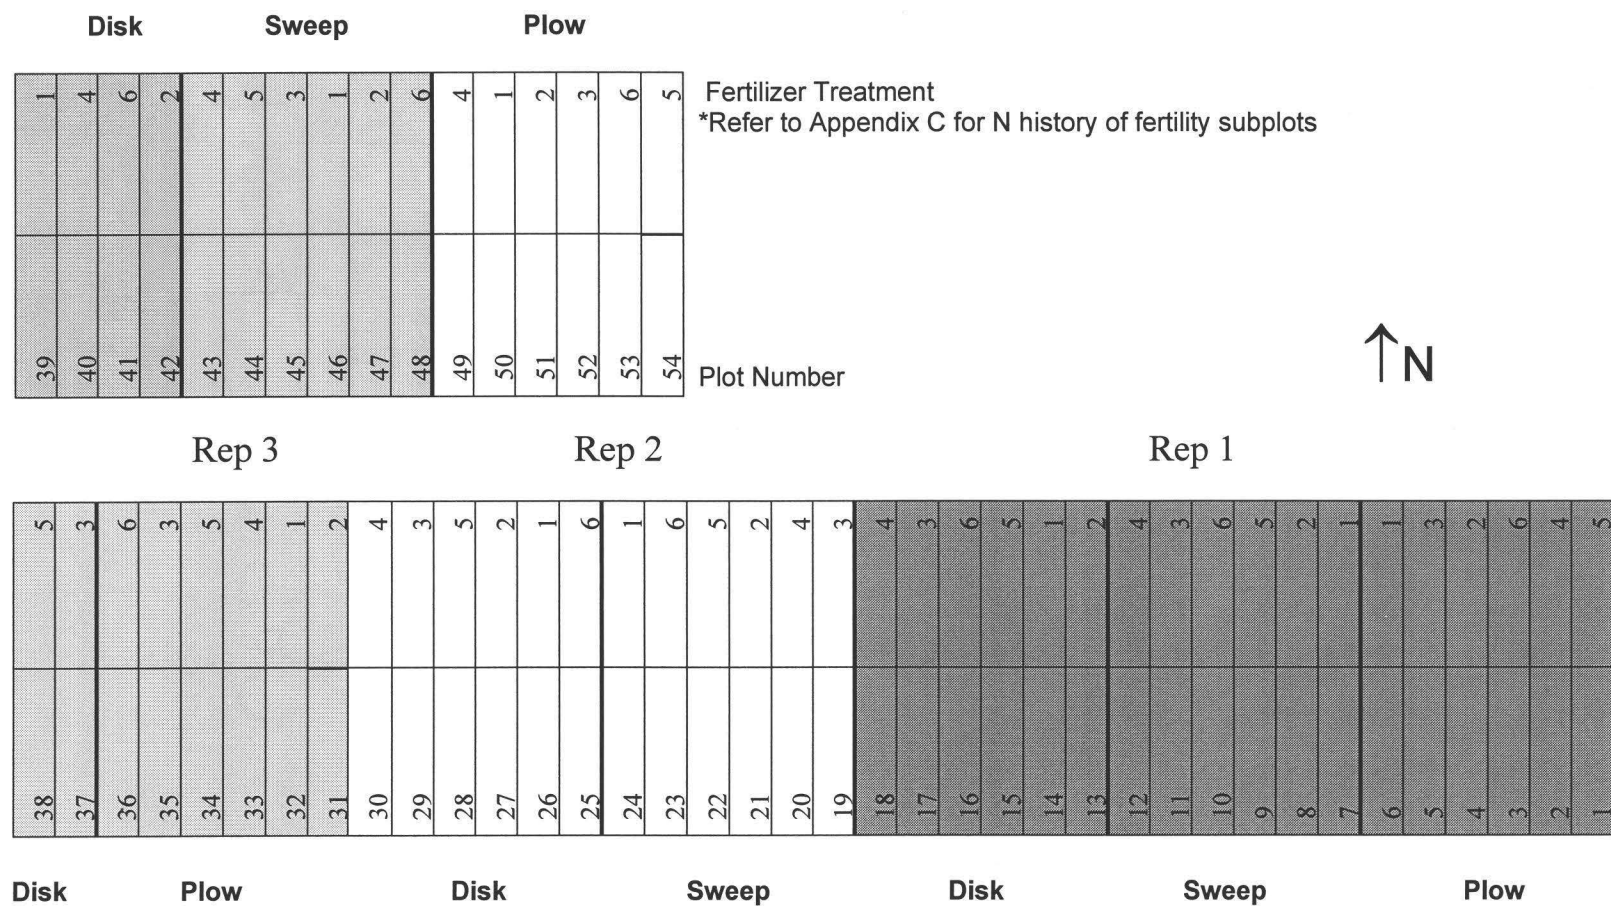 Disk Sweep Plow
1 4 6 2 4 5 3 1 2 6 4 1 2 3 6 5
Fertilizer Treatment
*Refer to Appendix C for N history of fertility subplots
39 40 41 42 43 44 45 46 47 48 49 50 51 52 53 54
Plot Number
N
Rep 3 Rep 2 Rep 1
5 3 6 3 5 4 1 2 4 3 5 2 1 6 1 6 5 2 4 3 4 3 6 5 1 2 4 3 6 5 2 1 1 3 2 6 4 5
38 37 36 35 34 33 32 31 30 29 28 27 26 25 24 23 22 21 20 19 18 17 16 15 14 13 12 11 10 9 8 7 6 5 4 3 2 1
Disk Plow Disk Sweep Disk Sweep Plow